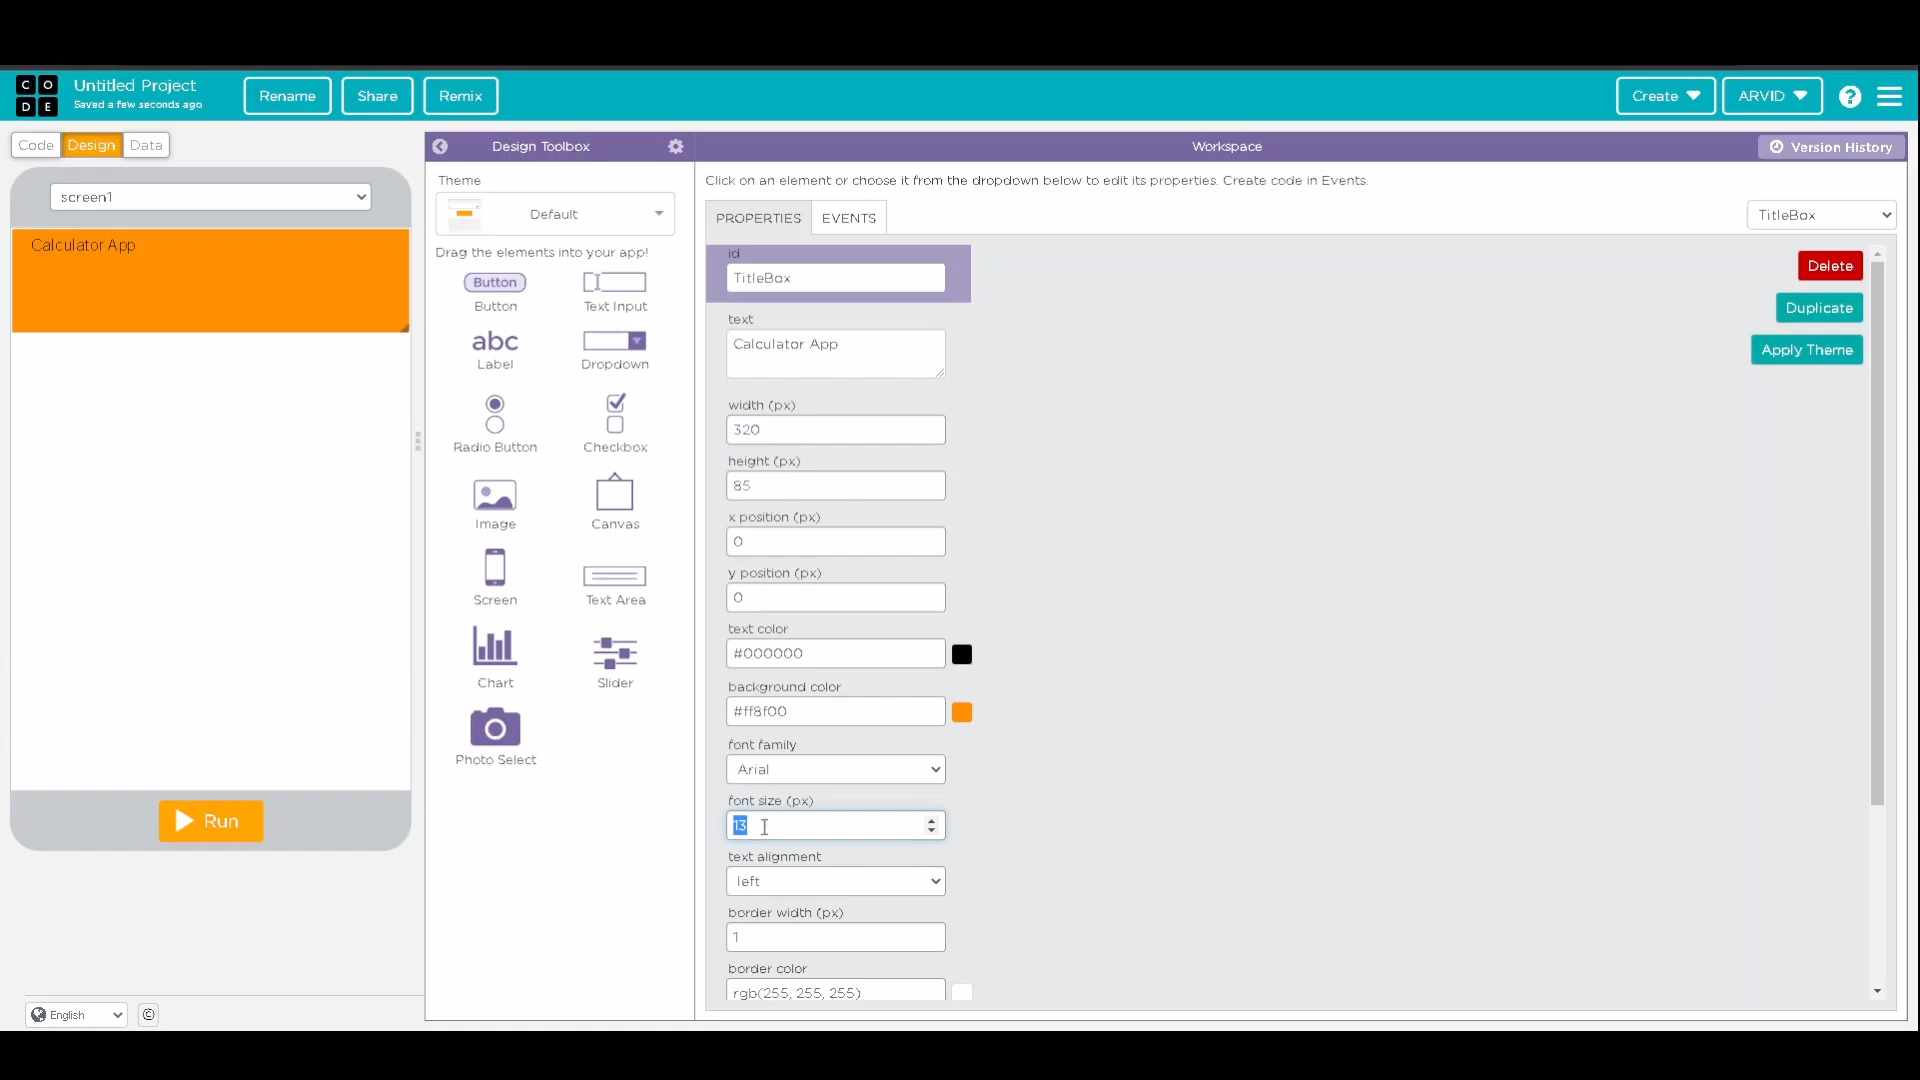 C O
D E
Untitled Project
Saved a few seconds ago
Rename
Share
Remix
Create
ARVID
?
Code
Design
Data
screen1
Calculator App
Run
English
©
Design Toolbox
Theme
Default
Drag the elements into your app!
Button
Button
Text Input
abc
Label
Dropdown
Radio Button
Checkbox
Image
Canvas
Screen
Text Area
Chart
Slider
Photo Select
Workspace
Version History
Click on an element or choose it from the dropdown below to edit its properties. Create code in Events.
PROPERTIES
EVENTS
TitleBox
id
TitleBox
Delete
Duplicate
Apply Theme
text
Calculator App
width (px)
320
height (px)
85
x position (px)
0
y position (px)
0
text color
#000000
background color
#ff8f00
font family
Arial
font size (px)
13
text alignment
left
border width (px)
1
border color
rgb(255, 255, 255)